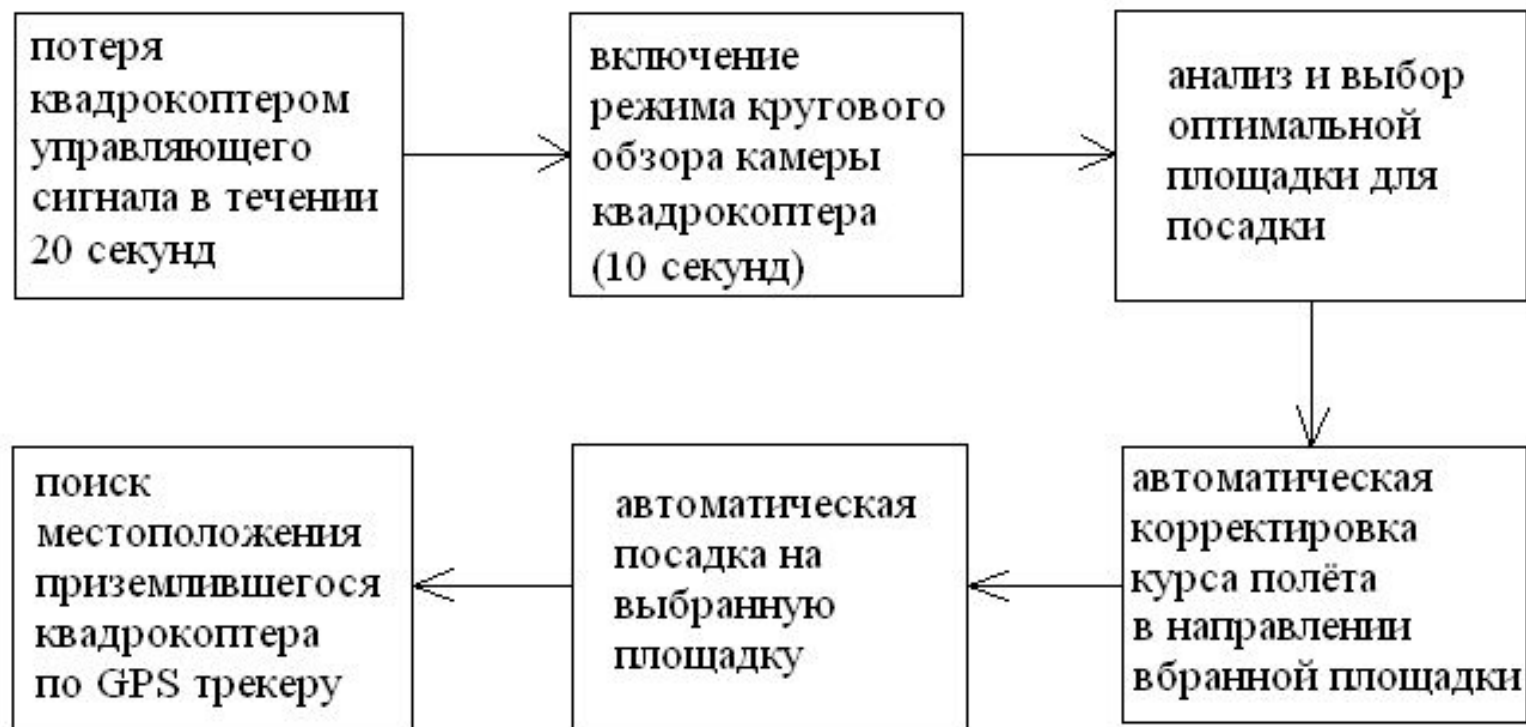 потеря
квадрокоптером
управляющего
сигнала в течении
20 секунд
включение
режима кругового
обзора камеры
квадрокоптера
(10 секунд)
анализ и выбор
оптимальной
площадки для
посадки
автоматическая
корректировка
курса полёта
в направлении
вбранной площадки
автоматическая
посадка на
выбранную
площадку
поиск
местоположения
приземлившегося
квадрокоптера
по GPS трекеру